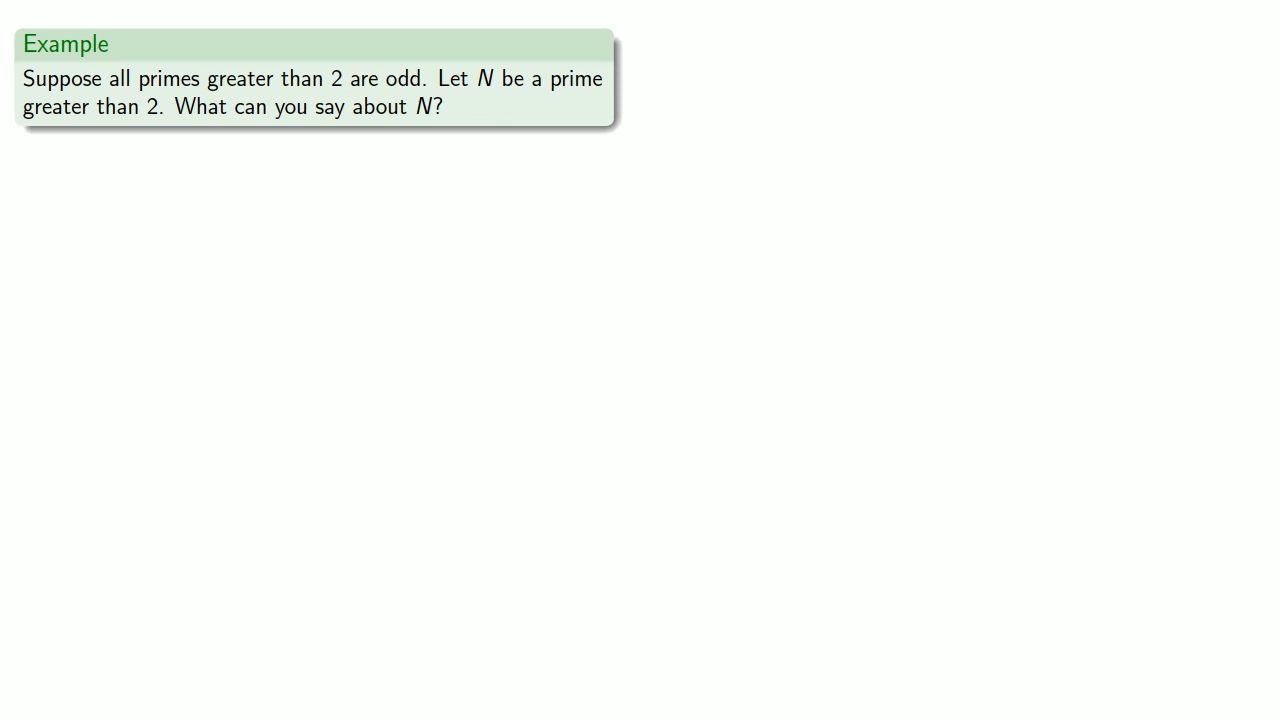 Example
Suppose all primes greater than 2 are odd. Let N be a prime
greater than 2. What can you say about N?